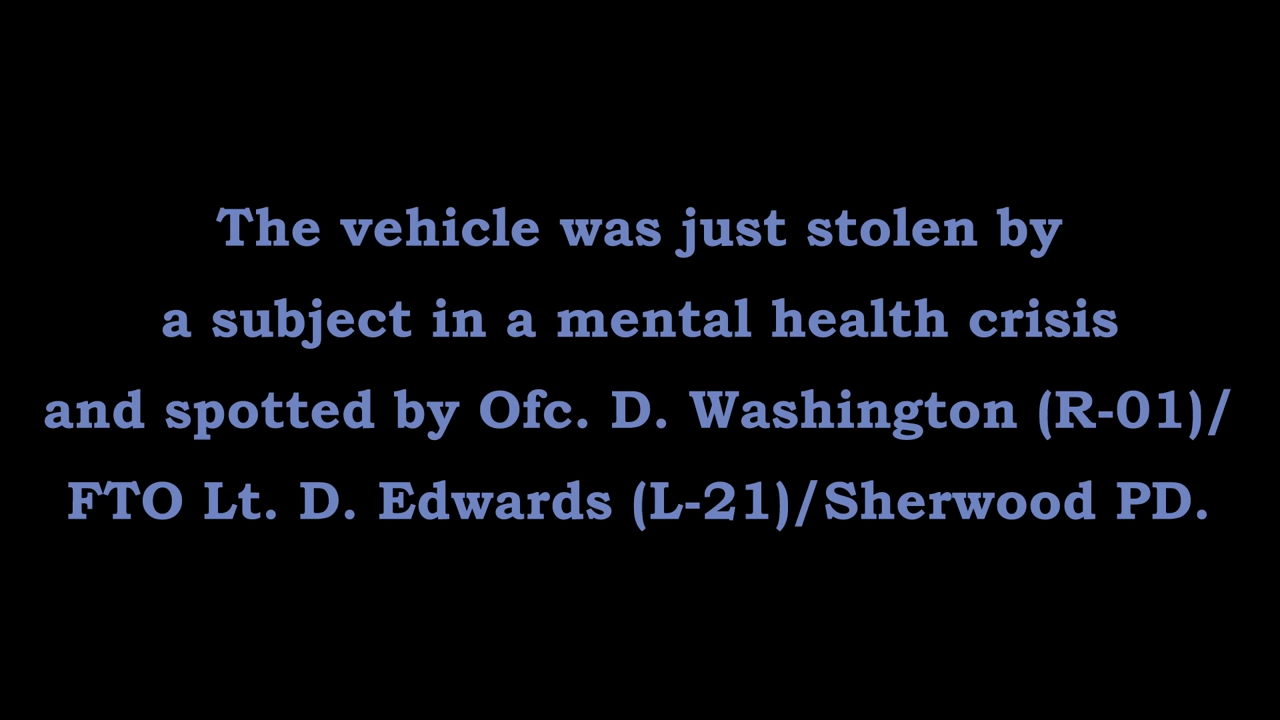 The vehicle was just stolen by
a subject in a mental health crisis
and spotted by Ofc. D. Washington (R-01)/
FTO Lt. D. Edwards (L-21)/Sherwood PD.